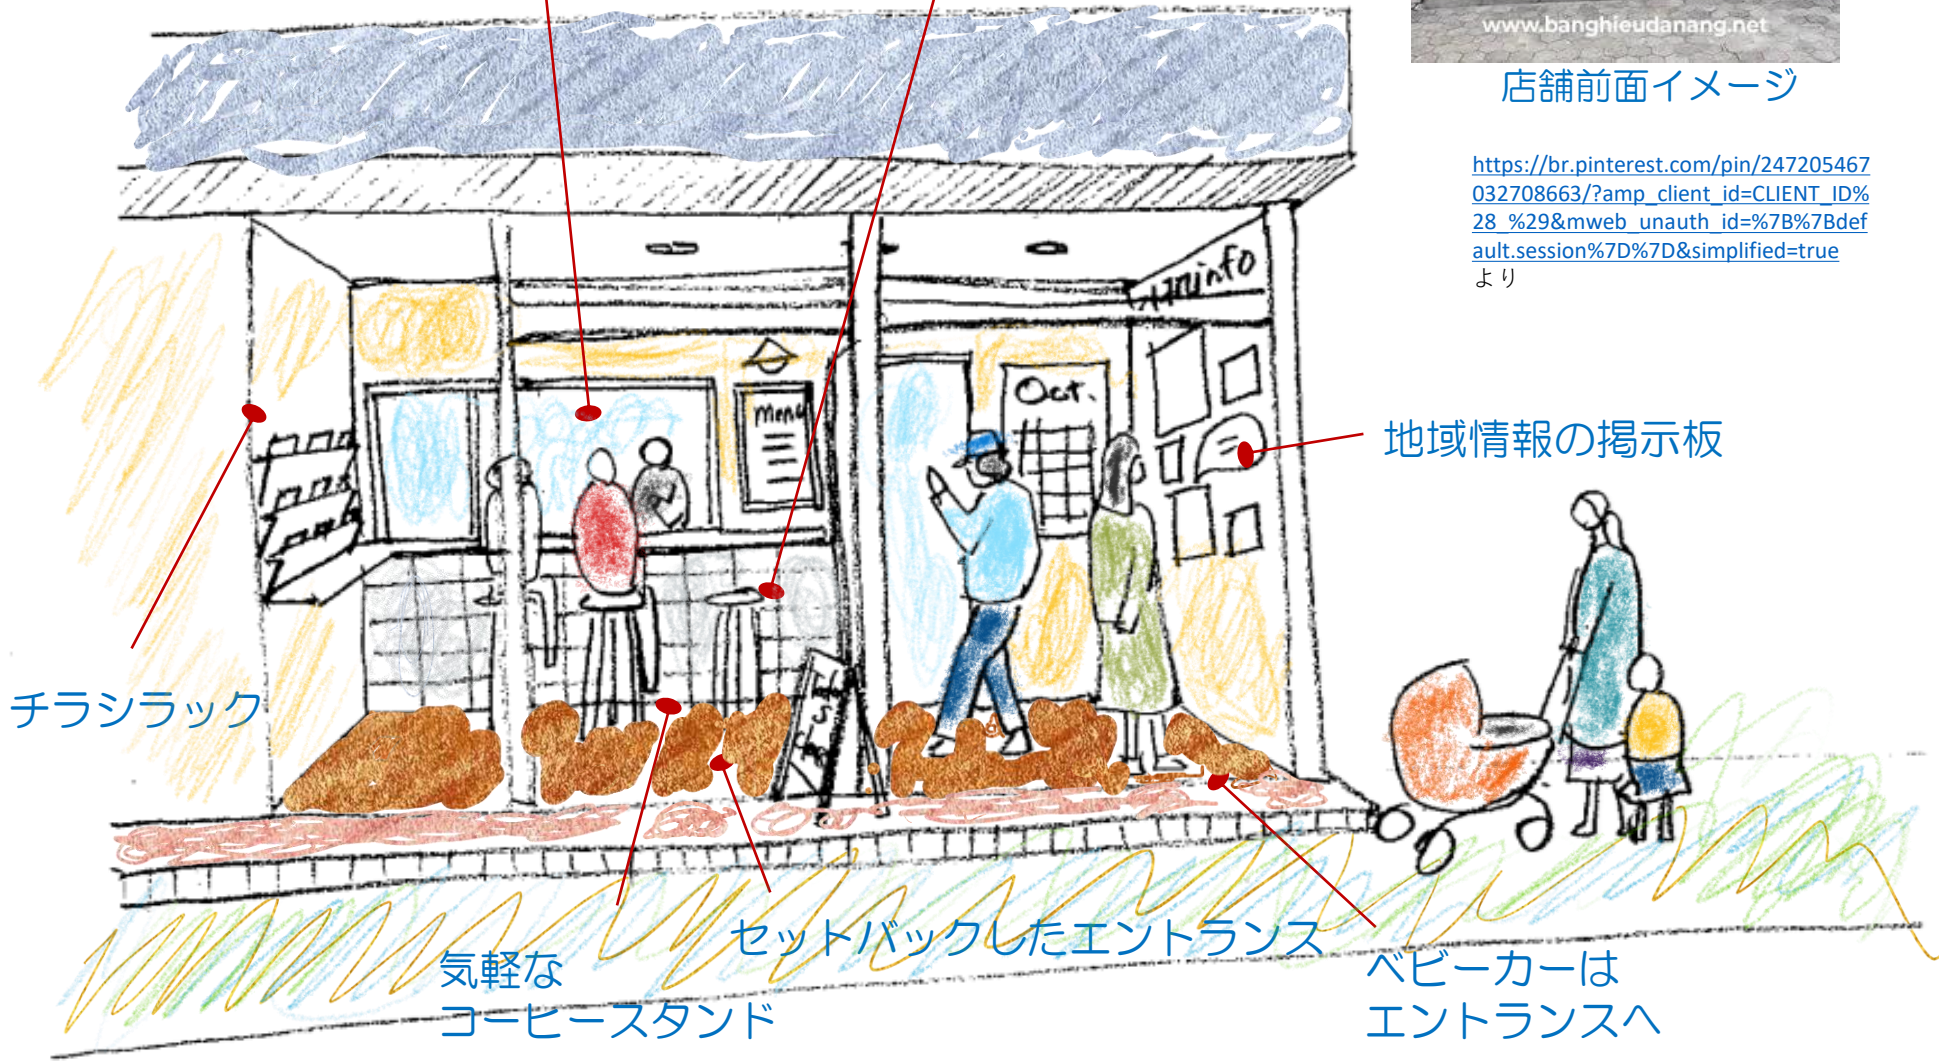 www.banghieudanang.net
店舗前面イメージ
https://br.pinterest.com/pin/247205467
032708663/?amp_client_id=CLIENT_ID%
28_%29&mweb_unauth_id=%7B%7Bdef
ault.session%7D%7D&simplified=true
より
info
Menu
Oct.
地域情報の掲示板
チラシラック
セットバックしたエントランス
気軽な
コーヒースタンド
ベビーカーは
エントランスへ